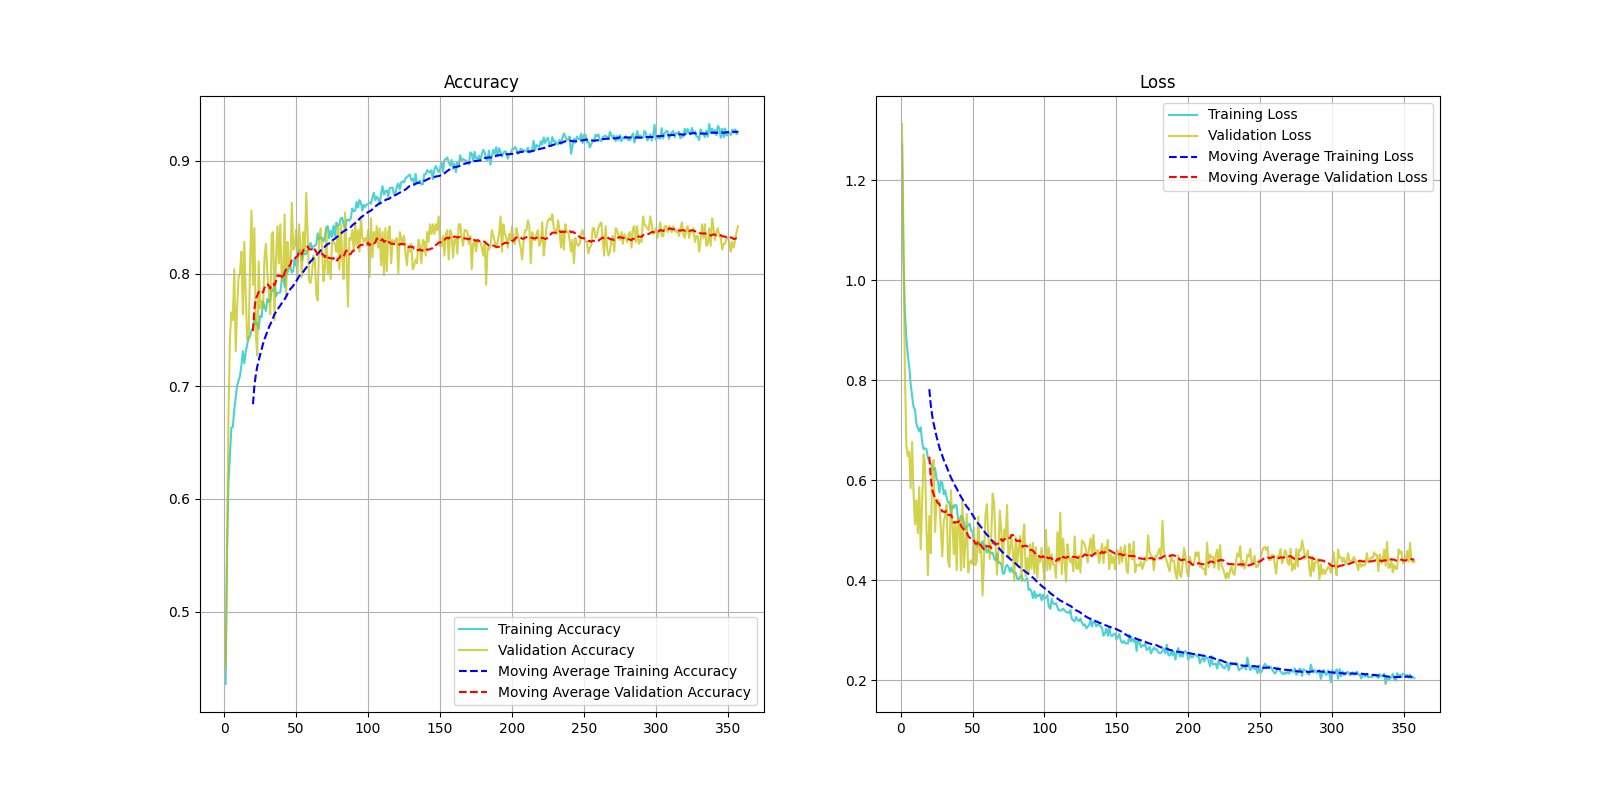 Accuracy
0.9
0.8
0.7
0.6
0.5
0 50 100 150 200 250 300 350
Training Accuracy
Validation Accuracy
Moving Average Training Accuracy
Moving Average Validation Accuracy
Loss
1.2
1.0
0.8
0.6
0.4
0.2
0 50 100 150 200 250 300 350
Training Loss
Validation Loss
Moving Average Training Loss
Moving Average Validation Loss